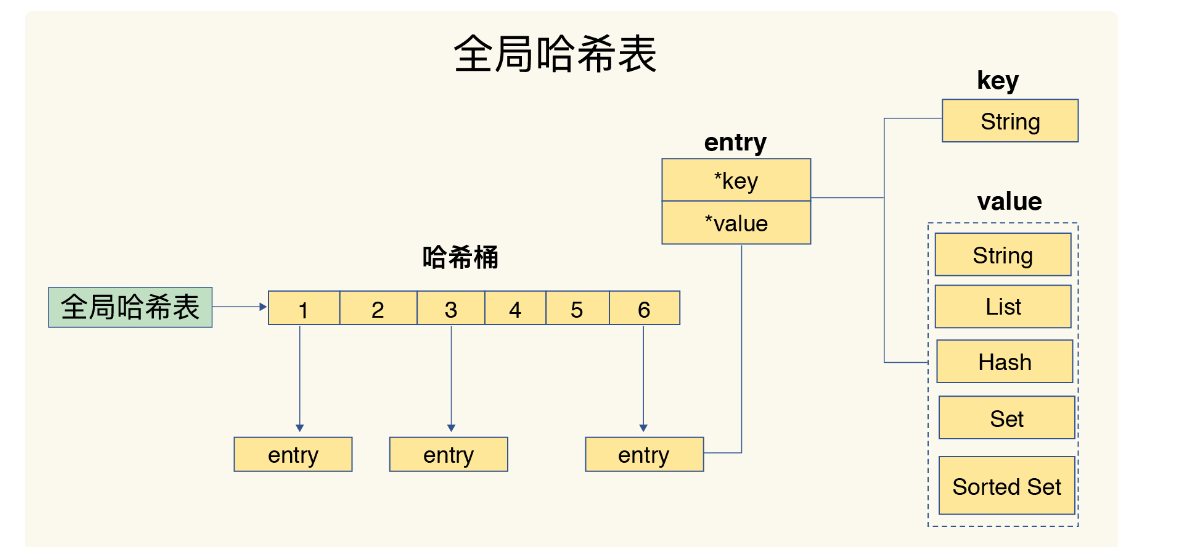 全局哈希表
key
String
entry
*key
*value
value
String
List
Hash
Set
Sorted Set
哈希桶
全局哈希表
1 2 3 4 5 6
entry entry entry